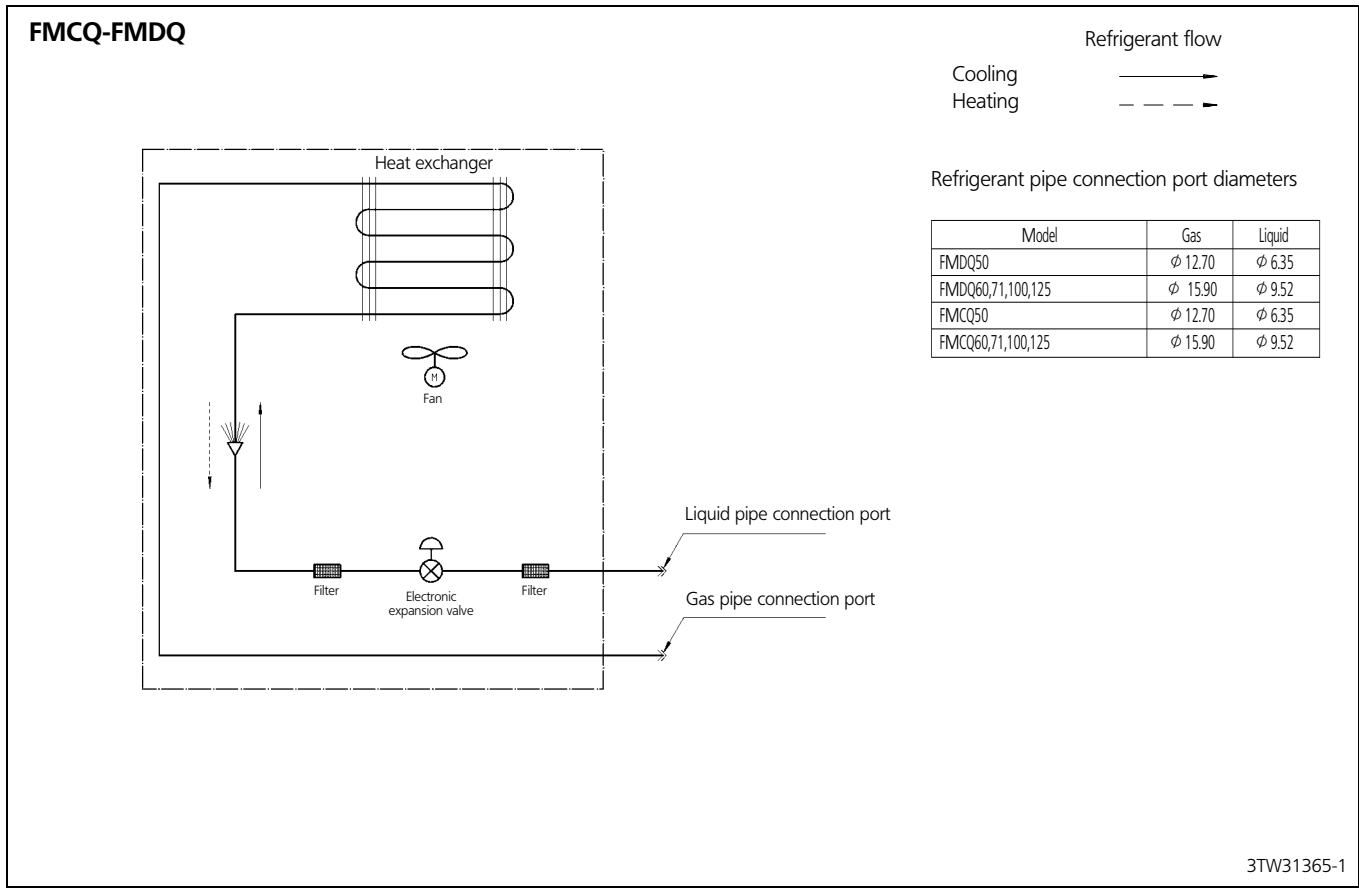 FMCQ-FMDQ
Refrigerant flow
Cooling
Heating
Heat exchanger
M
Fan
Filter
Electronic
expansion valve
Filter
Liquid pipe connection port
Gas pipe connection port
Refrigerant pipe connection port diameters
Model Gas Liquid
FMDQ50 ϕ 12.70 ϕ 6.35
FMDQ60,71,100,125 ϕ 15.90 ϕ 9.52
FMCQ50 ϕ 12.70 ϕ 6.35
FMCQ60,71,100,125 ϕ 15.90 ϕ 9.52
3TW31365-1